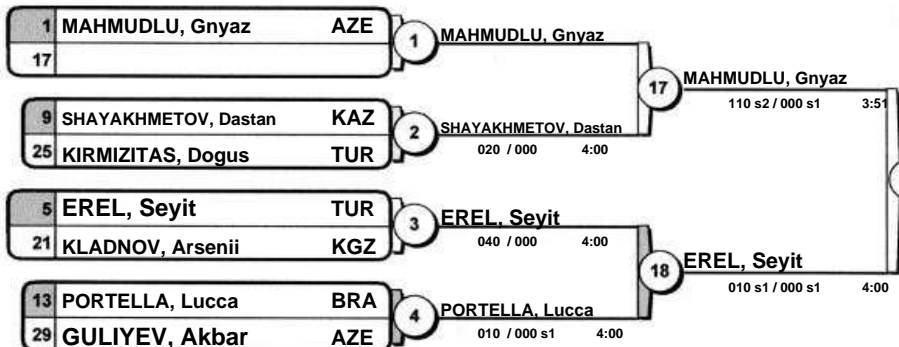 1 MAHMUDLU, Gnyaz AZE
17
1 MAHMUDLU, Gnyaz
9 SHAYAKHMETOV, Dastan KAZ
25 KIRMIZITAS, Dogus TUR
2 SHAYAKHMETOV, Dastan
020 / 000 4:00
17 MAHMUDLU, Gnyaz
110 s2 / 000 s1 3:51
5 EREL, Seyit TUR
21 KLADNOV, Arsenii KGZ
3 EREL, Seyit
040 / 000 4:00
13 PORTELLA, Lucca BRA
29 GULIYEV, Akbar AZE
4 PORTELLA, Lucca
010 / 000 s1 4:00
18 EREL, Seyit
010 s1 / 000 s1 4:00